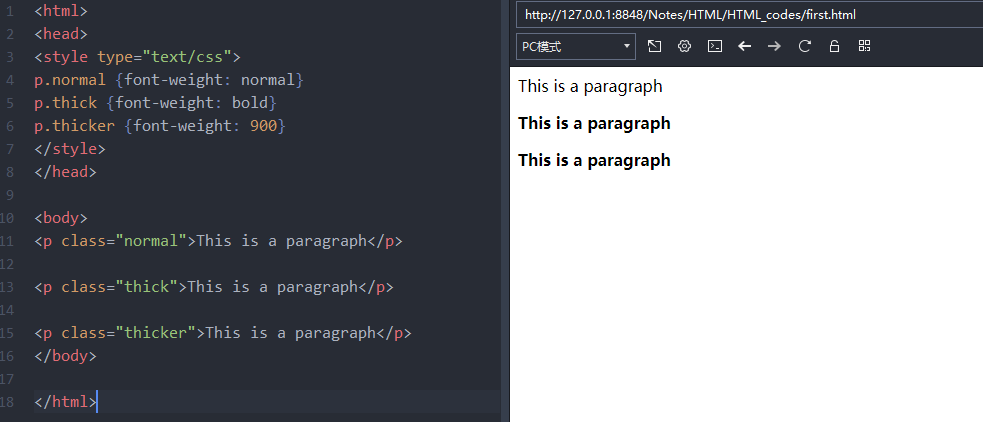 1 <html>
2 <head>
3 <style type="text/css">
4 p.normal {font-weight: normal}
5 p.thick {font-weight: bold}
6 p.thicker {font-weight: 900}
7 </style>
8 </head>
9
10 <body>
11 <p class="normal">This is a paragraph</p>
12
13 <p class="thick">This is a paragraph</p>
14
15 <p class="thicker">This is a paragraph</p>
16 </body>
17
18 </html>
http://127.0.0.1:8848/Notes/HTML/HTML_codes/first.html
PC模式
This is a paragraph
This is a paragraph
This is a paragraph